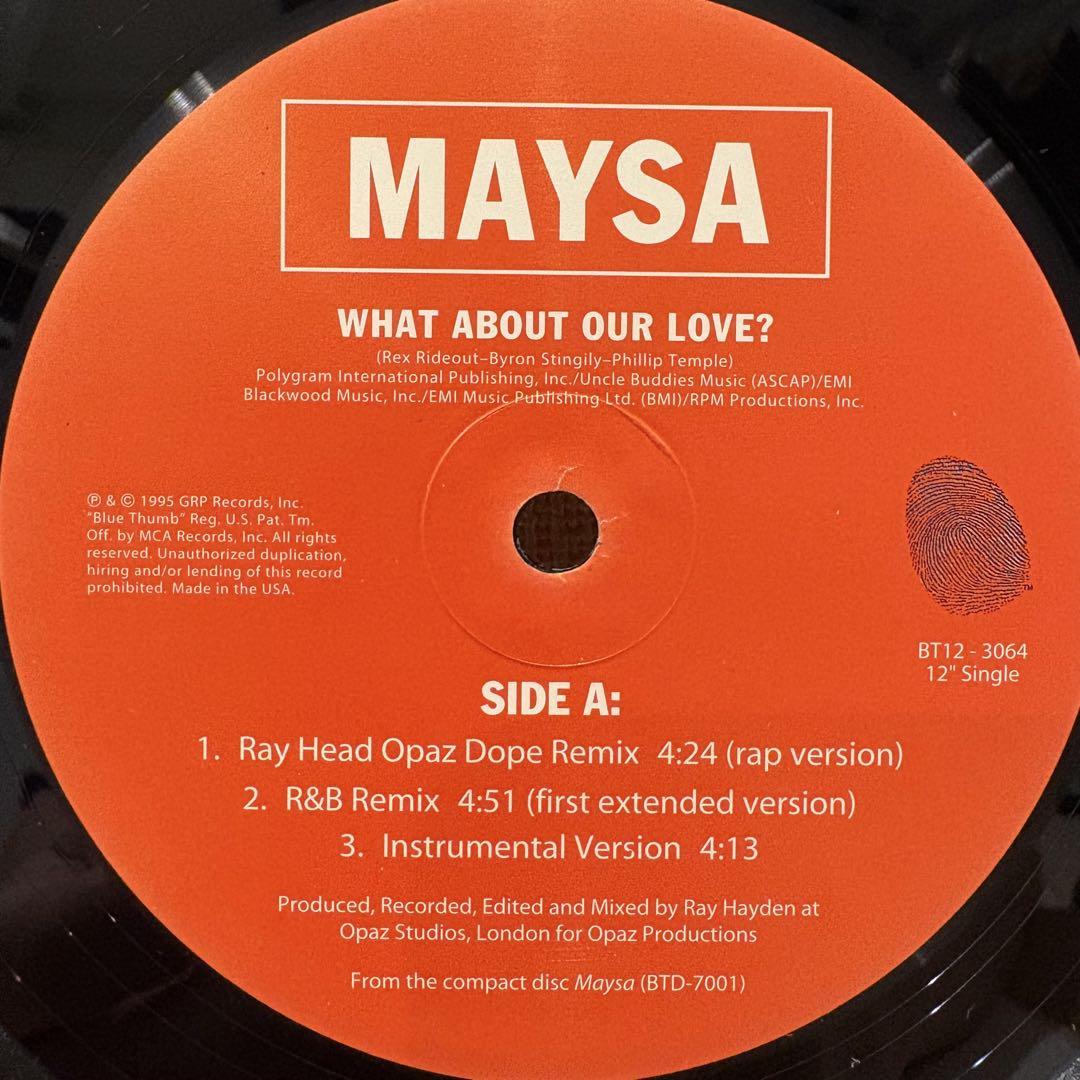 MAYSA
WHAT ABOUT OUR LOVE?
(Rex Rideout–Byron Stingily–Phillip Temple)
Polygram International Publishing, Inc./Uncle Buddies Music (ASCAP)/EMI
Blackwood Music, Inc./EMI Music Publishing Ltd. (BMI)/RPM Productions, Inc.
℗ & © 1995 GRP Records, Inc.
"Blue Thumb" Reg. U.S. Pat. Tm.
Off. by MCA Records, Inc. All rights
reserved. Unauthorized duplication,
hiring and/or lending of this record
prohibited. Made in the USA.
TM
BT12 - 3064
12" Single
SIDE A:
1. Ray Head Opaz Dope Remix 4:24 (rap version)
2. R&B Remix 4:51 (first extended version)
3. Instrumental Version 4:13
Produced, Recorded, Edited and Mixed by Ray Hayden at
Opaz Studios, London for Opaz Productions
From the compact disc Maysa (BTD-7001)